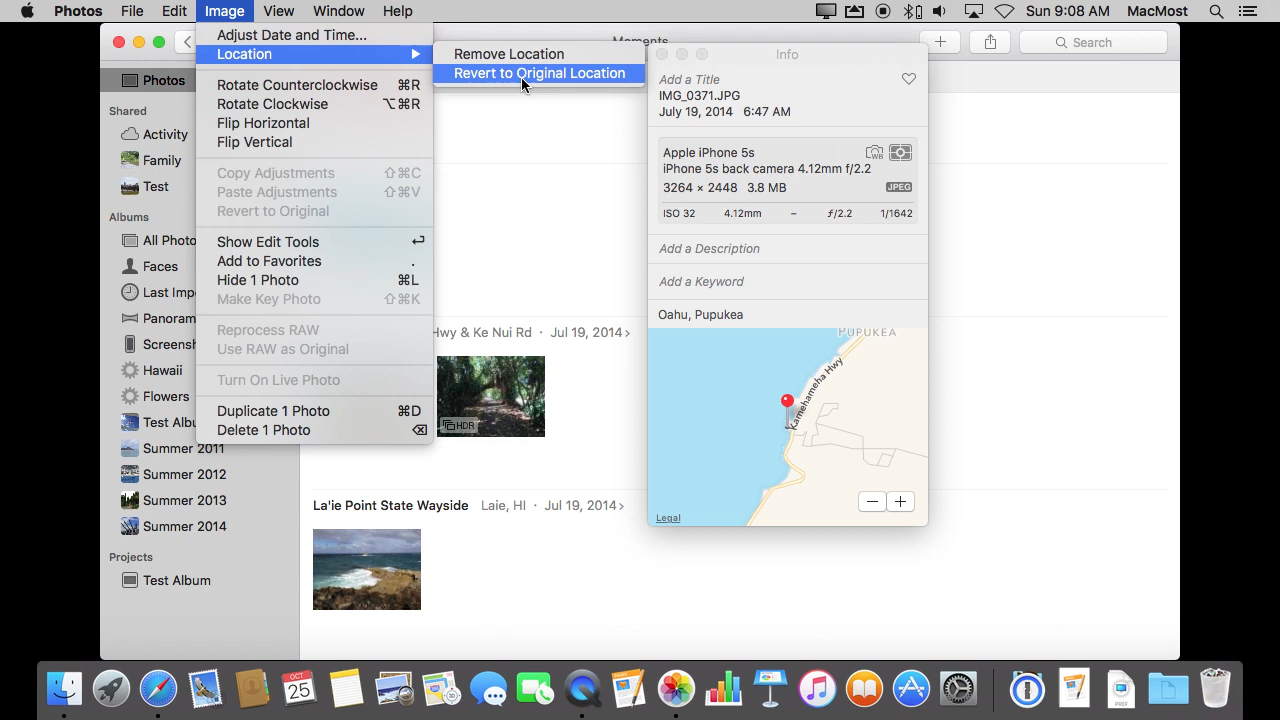 Photos File Edit Image View Window Help Sun 9:08 AM MacMost
Adjust Date and Time...
Location
Remove Location
Revert to Original Location
Rotate Counterclockwise ⌘R
Rotate Clockwise ⌥⌘R
Flip Horizontal
Flip Vertical
Copy Adjustments ⇧⌘C
Paste Adjustments ⇧⌘V
Revert to Original
Show Edit Tools ↩
Add to Favorites .
Hide 1 Photo ⌘L
Make Key Photo ⇧⌘K
Reprocess RAW
Use RAW as Original
Turn On Live Photo
Duplicate 1 Photo ⌘D
Delete 1 Photo ⌫
Moments
Search
Photos
Shared
Activity
Family
Test
Albums
All Photo
Faces
Last Imp
Panoram
Screensh
Hawaii
Flowers
Test Albu
Summer 2011
Summer 2012
Summer 2013
Summer 2014
Projects
Test Album
Hwy & Ke Nui Rd · Jul 19, 2014 >
HDR
La'ie Point State Wayside Laie, HI · Jul 19, 2014 >
Info
Add a Title
IMG_0371.JPG
July 19, 2014 6:47 AM
Apple iPhone 5s
WB
iPhone 5s back camera 4.12mm f/2.2
3264 × 2448 3.8 MB JPEG
ISO 32 4.12mm – ƒ/2.2 1/1642
Add a Description
Add a Keyword
Oahu, Pupukea
PUPUKEA
Kamehameha Hwy
Legal
OCT
25